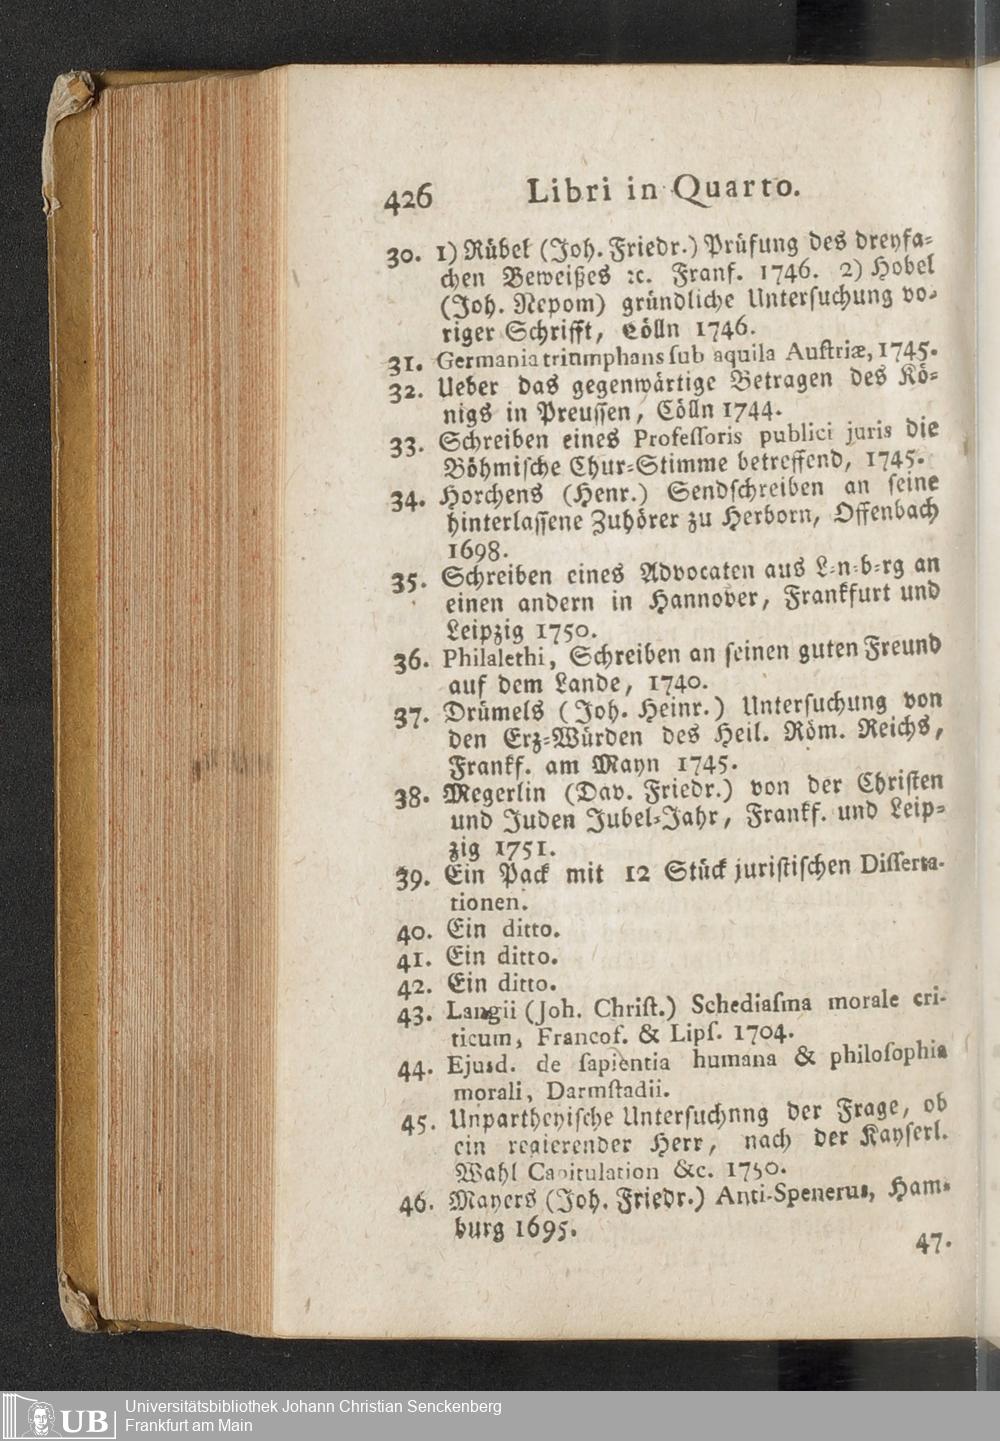 426 Libri in Quarto.
30. 1) Rübel (Joh. Friedr.) Prüfung des dreyfa-
chen Beweißes ꝛc. Franf. 1746. 2) Hobel
(Joh. Nepom) gründliche Untersuchung vo-
riger Schrifft, Cölln 1746.
31. Germania triumphans ſub aquila Auſtriæ, 1745.
32. Ueber das gegenwärtige Betragen des Kö-
nigs in Preuſſen, Cölln 1744.
33. Schreiben eines Profeſſoris publici juris die
Böhmiſche Chur-Stimme betreffend, 1745.
34. Horchens (Henr.) Sendſchreiben an ſeine
hinterlaſſene Zuhörer zu Herborn, Offenbach
1698.
35. Schreiben eines Advocaten aus L-n-b-rg an
einen andern in Hannover, Frankfurt und
Leipzig 1750.
36. Philalethi, Schreiben an ſeinen guten Freund
auf dem Lande, 1740.
37. Drümels (Joh. Heinr.) Unterſuchung von
den Erz-Würden des Heil. Röm. Reichs,
Frankf. am Mayn 1745.
38. Megerlin (Dav. Friedr.) von der Chriſten
und Juden Jubel-Jahr, Frankf. und Leip-
zig 1751.
39. Ein Pack mit 12 Stück juriſtiſchen Diſſerta-
tionen.
40. Ein ditto.
41. Ein ditto.
42. Ein ditto.
43. Langii (Joh. Chriſt.) Schediaſma morale cri-
ticum, Francof. & Lipſ. 1704.
44. Ejusd. de ſapientia humana & philoſophia
morali, Darmſtadii.
45. Unpartheyiſche Unterſuchnng der Frage, ob
ein regierender Herr, nach der Kayſerl.
Wahl Capitulation &c. 1750.
46. Mayers (Joh. Friedr.) Anti-Spenerus, Ham-
burg 1695.
47.
UB
Universitätsbibliothek Johann Christian Senckenberg
Frankfurt am Main